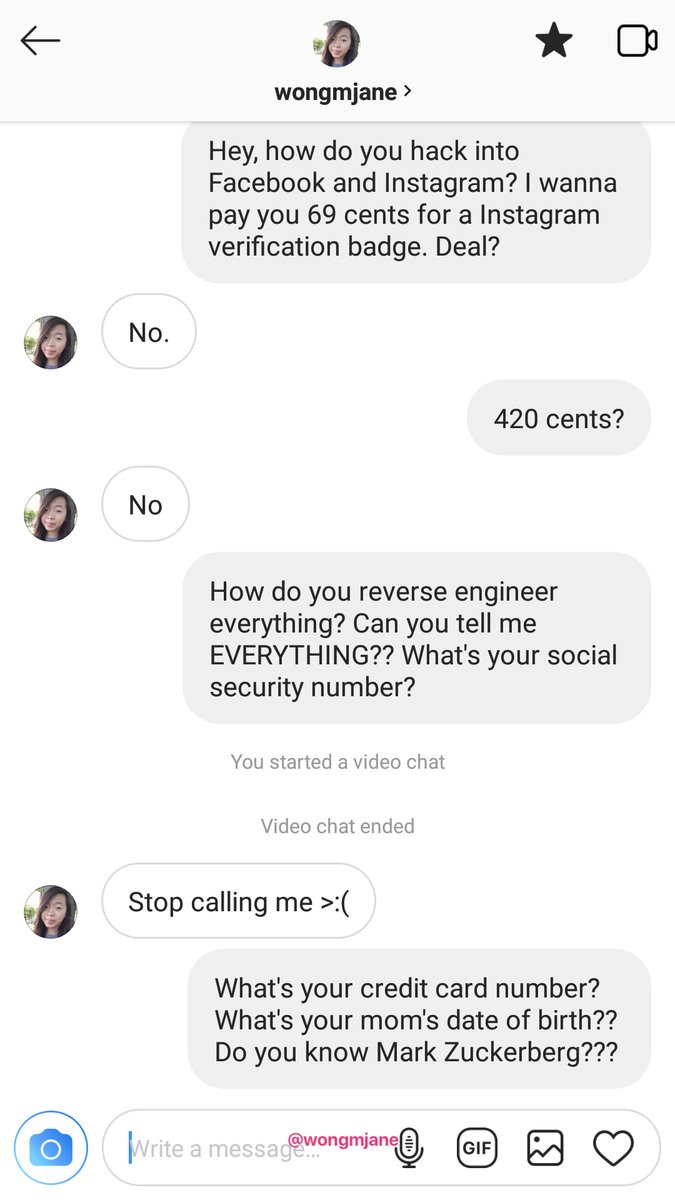 wongmjane >
Hey, how do you hack into
Facebook and Instagram? I wanna
pay you 69 cents for a Instagram
verification badge. Deal?
No.
420 cents?
No
How do you reverse engineer
everything? Can you tell me
EVERYTHING?? What's your social
security number?
You started a video chat
Video chat ended
Stop calling me >:(
What's your credit card number?
What's your mom's date of birth??
Do you know Mark Zuckerberg???
Write a message... @wongmjane GIF